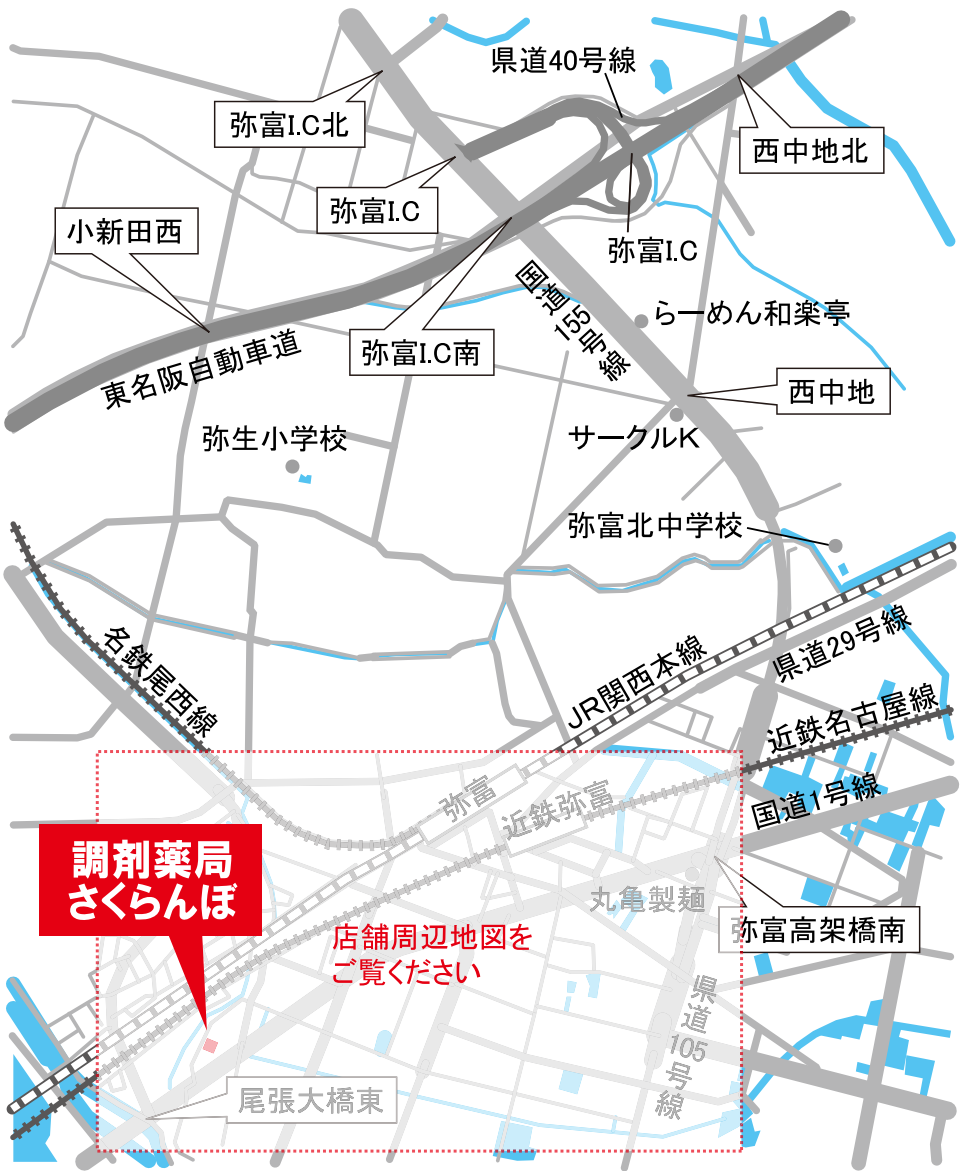 県道40号線
弥富I.C北
西中地北
弥富I.C
小新田西
弥富I.C
国道
155号線
らーめん和楽亭
弥富I.C南
東名阪自動車道
西中地
サークルK
弥生小学校
弥富北中学校
名鉄尾西線
JR関西本線
県道29号線
近鉄名古屋線
弥富
近鉄弥富
国道1号線
調剤薬局
さくらんぼ
丸亀製麺
弥富高架橋南
店舗周辺地図を
ご覧ください
県道105号線
尾張大橋東